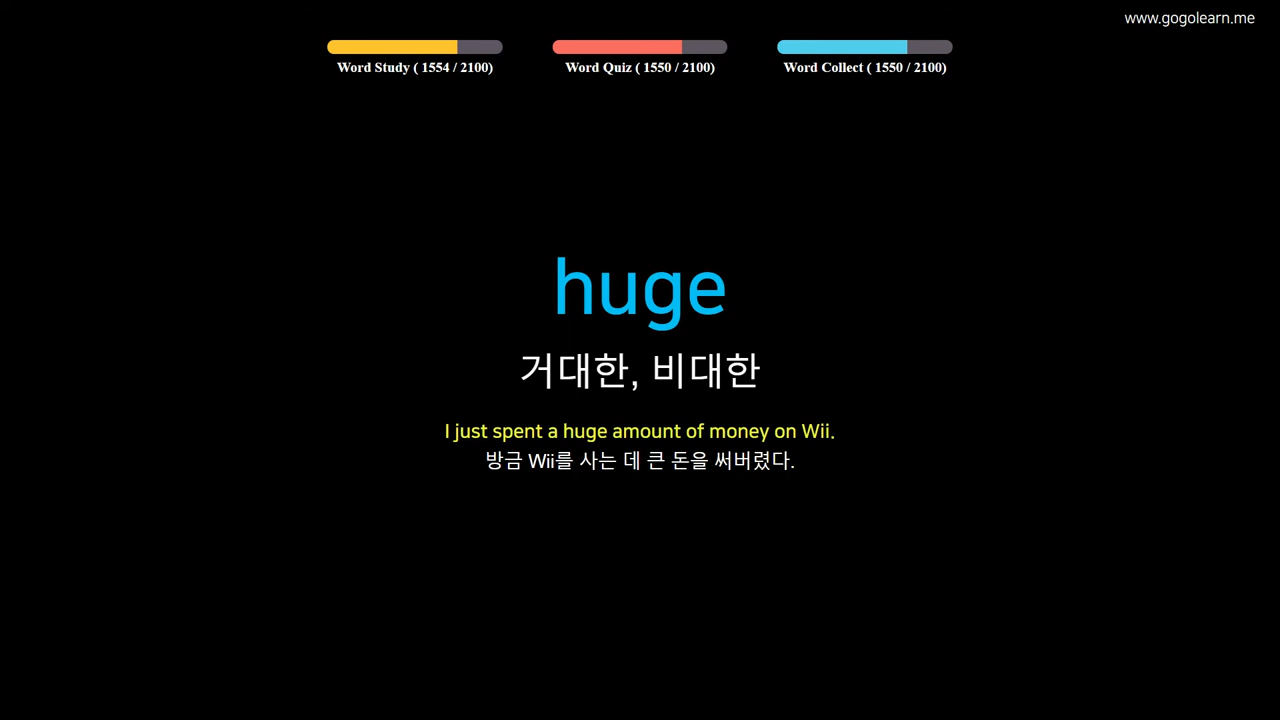 www.gogolearn.me
Word Study ( 1554 / 2100)
Word Quiz ( 1550 / 2100)
Word Collect ( 1550 / 2100)
huge
거대한, 비대한
I just spent a huge amount of money on Wii.
방금 Wii를 사는 데 큰 돈을 써버렸다.